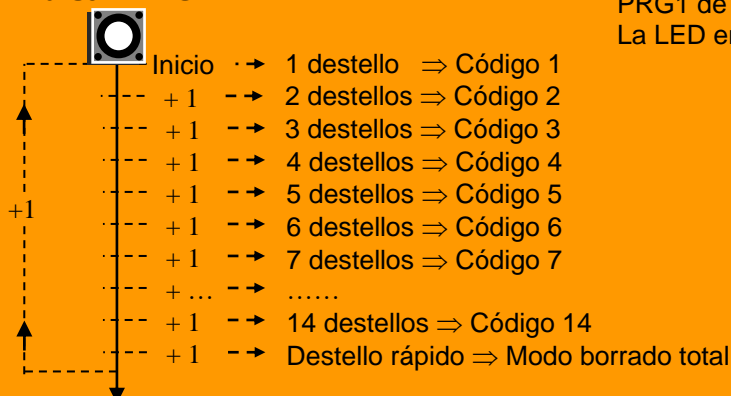 PRG1 de
La LED en
Inicio 1 destello ⇒ Código 1
+ 1 2 destellos ⇒ Código 2
+ 1 3 destellos ⇒ Código 3
+ 1 4 destellos ⇒ Código 4
+ 1 5 destellos ⇒ Código 5
+ 1 6 destellos ⇒ Código 6
+ 1 7 destellos ⇒ Código 7
+ … ……
+ 1 14 destellos ⇒ Código 14
+ 1 Destello rápido ⇒ Modo borrado total
+1